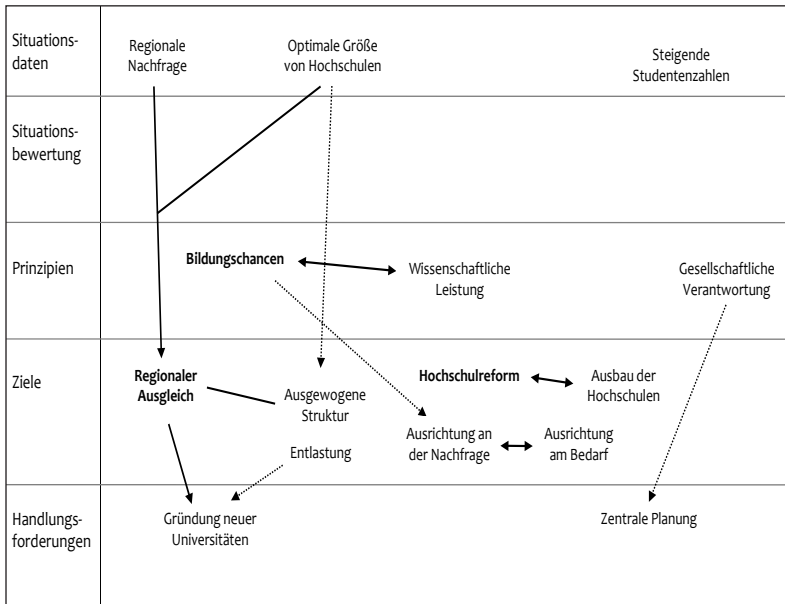 Situations-
daten
Regionale
Nachfrage
Optimale Größe
von Hochschulen
Steigende
Studentenzahlen
Situations-
bewertung
Prinzipien
Bildungschancen
Wissenschaftliche
Leistung
Gesellschaftliche
Verantwortung
Ziele
Regionaler
Ausgleich
Ausgewogene
Struktur
Hochschulreform
Ausbau der
Hochschulen
Entlastung
Ausrichtung an
der Nachfrage
Ausrichtung
am Bedarf
Handlungs-
forderungen
Gründung neuer
Universitäten
Zentrale Planung